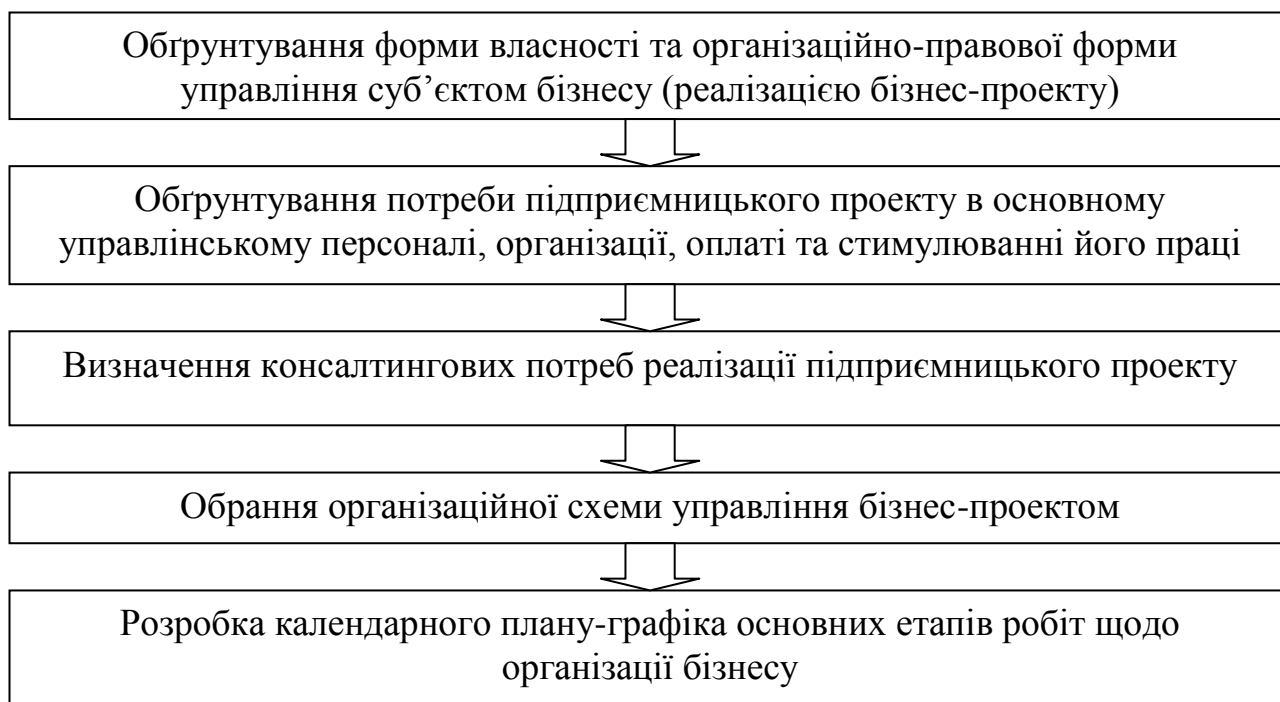 Обґрунтування форми власності та організаційно-правової форми
управління суб’єктом бізнесу (реалізацією бізнес-проекту)
Обґрунтування потреби підприємницького проекту в основному
управлінському персоналі, організації, оплаті та стимулюванні його праці
Визначення консалтингових потреб реалізації підприємницького проекту
Обрання організаційної схеми управління бізнес-проектом
Розробка календарного плану-графіка основних етапів робіт щодо
організації бізнесу